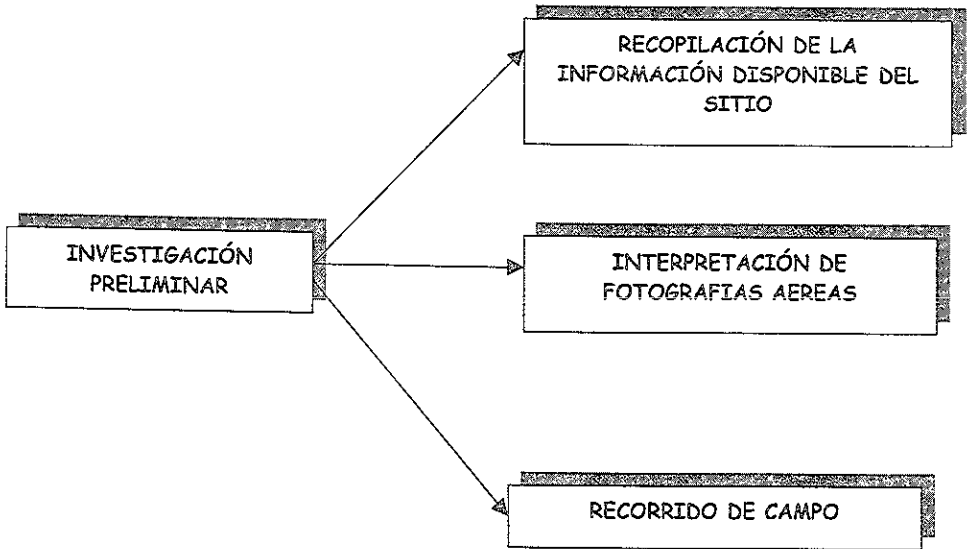 RECOPILACIÓN DE LA
INFORMACIÓN DISPONIBLE DEL
SITIO
INVESTIGACIÓN
PRELIMINAR
INTERPRETACIÓN DE
FOTOGRAFIAS AEREAS
RECORRIDO DE CAMPO